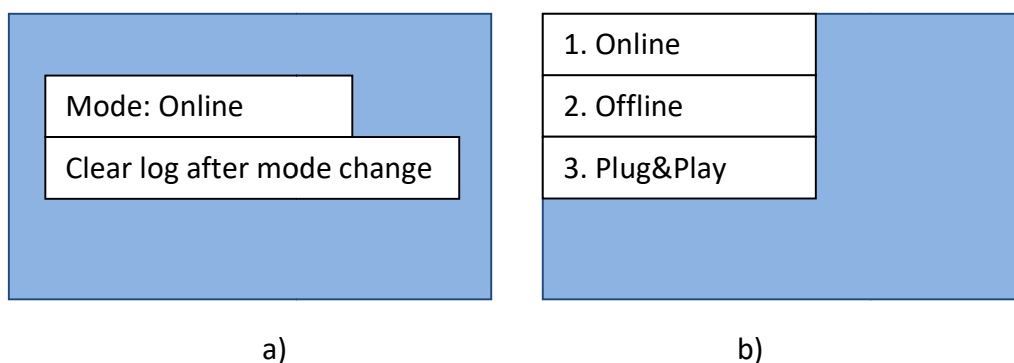 Mode: Online
Clear log after mode change
a)
1. Online
2. Offline
3. Plug&Play
b)